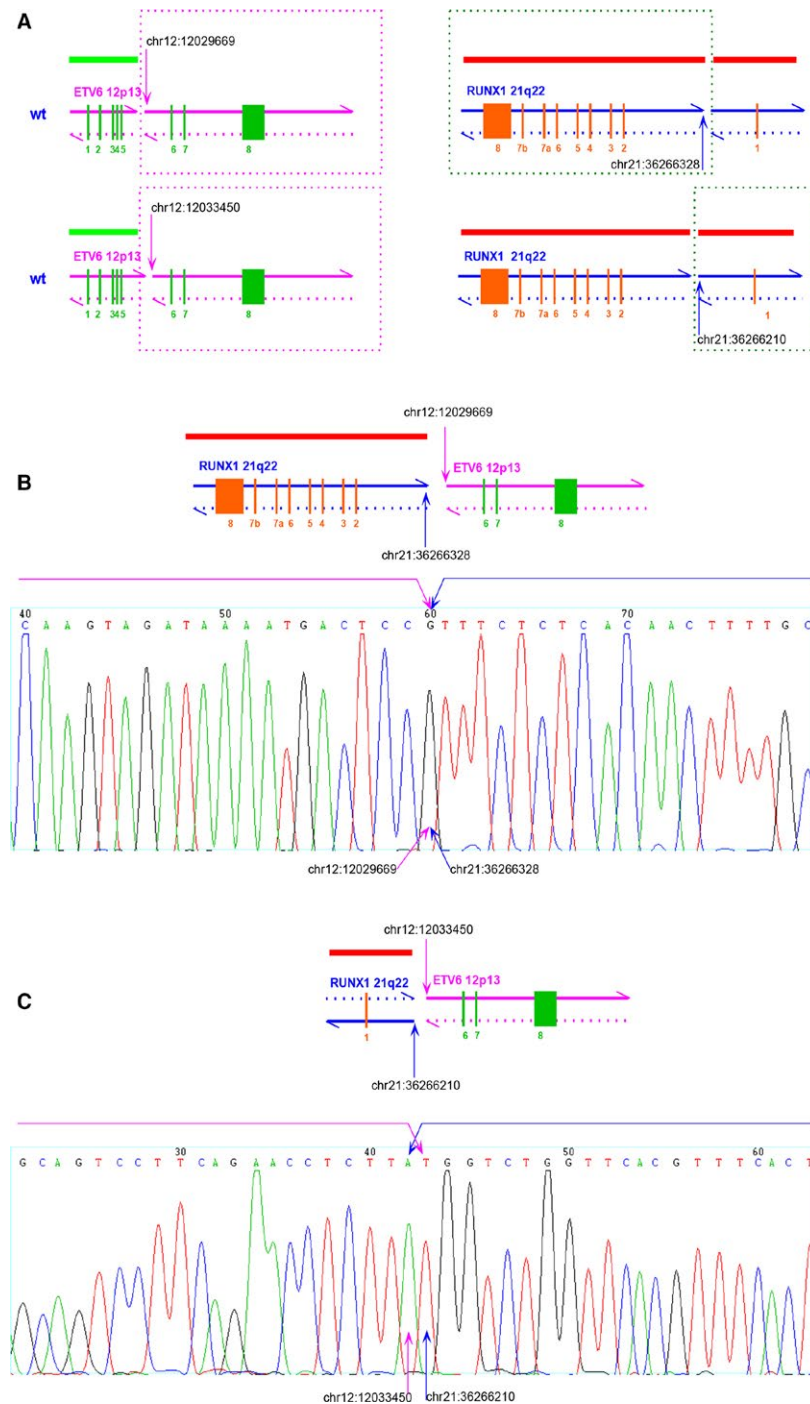 A
chr12:12029669
ETV6 12p13
RUNX1 21q22
wt
1 2 345 6 7 8
8 7b 7a 6 5 4 3 2 1
chr21:36266328
chr12:12033450
ETV6 12p13
RUNX1 21q22
wt
1 2 345 6 7 8
8 7b 7a 6 5 4 3 2 1
chr21:36266210
chr12:12029669
B
RUNX1 21q22
ETV6 12p13
8 7b 7a 6 5 4 3 2 6 7 8
chr21:36266328
40 50 60 70
C A A G T A G A T A A A A T G A C T C C G T T T C T C T C A C A A C T T T T G C
chr12:12029669
chr21:36266328
chr12:12033450
C
RUNX1 21q22
ETV6 12p13
1 6 7 8
chr21:36266210
30 40 50 60
G C A G T C C T T C A G A A C C T C T T A T G G T C T G G T T C A C G T T T C A C T
chr12:12033450
chr21:36266210